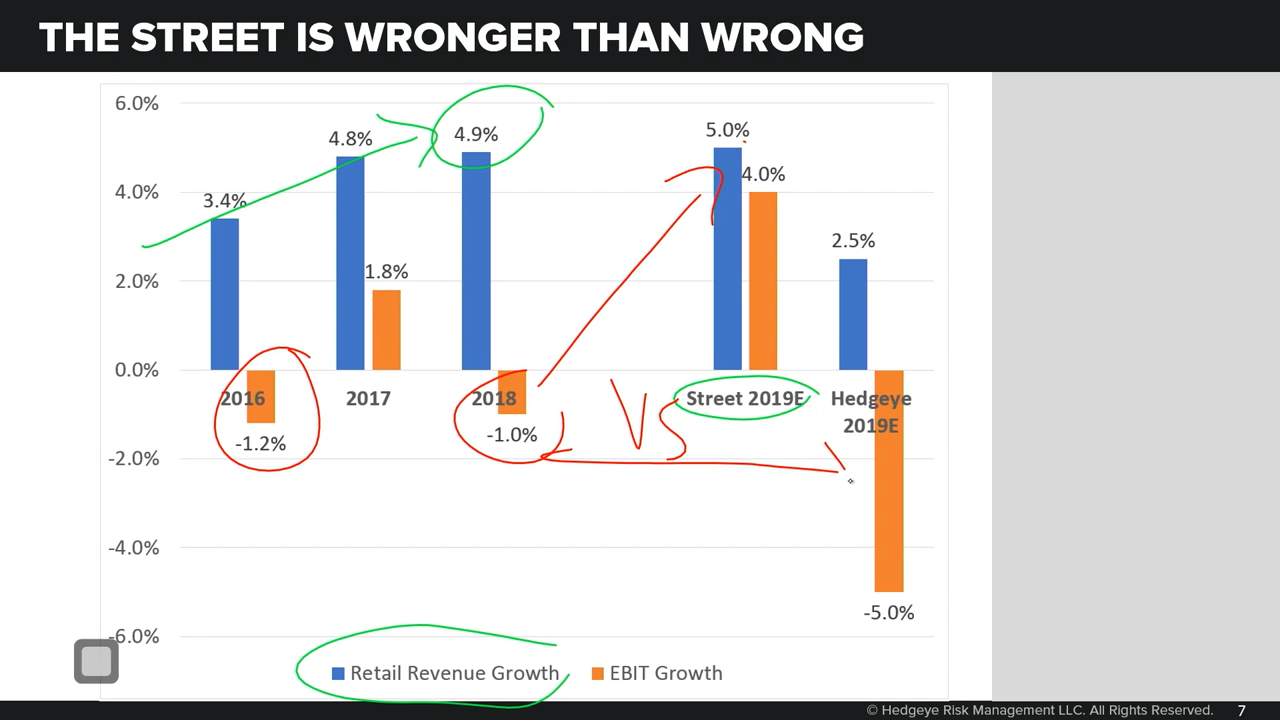 THE STREET IS WRONGER THAN WRONG
6.0%
4.0%
2.0%
0.0%
-2.0%
-4.0%
-6.0%
3.4%
-1.2%
4.8%
1.8%
4.9%
-1.0%
5.0%
4.0%
2.5%
-5.0%
2016
2017
2018
Street 2019E
Hedgeye
2019E
VS
Retail Revenue Growth
EBIT Growth
© Hedgeye Risk Management LLC. All Rights Reserved.
7